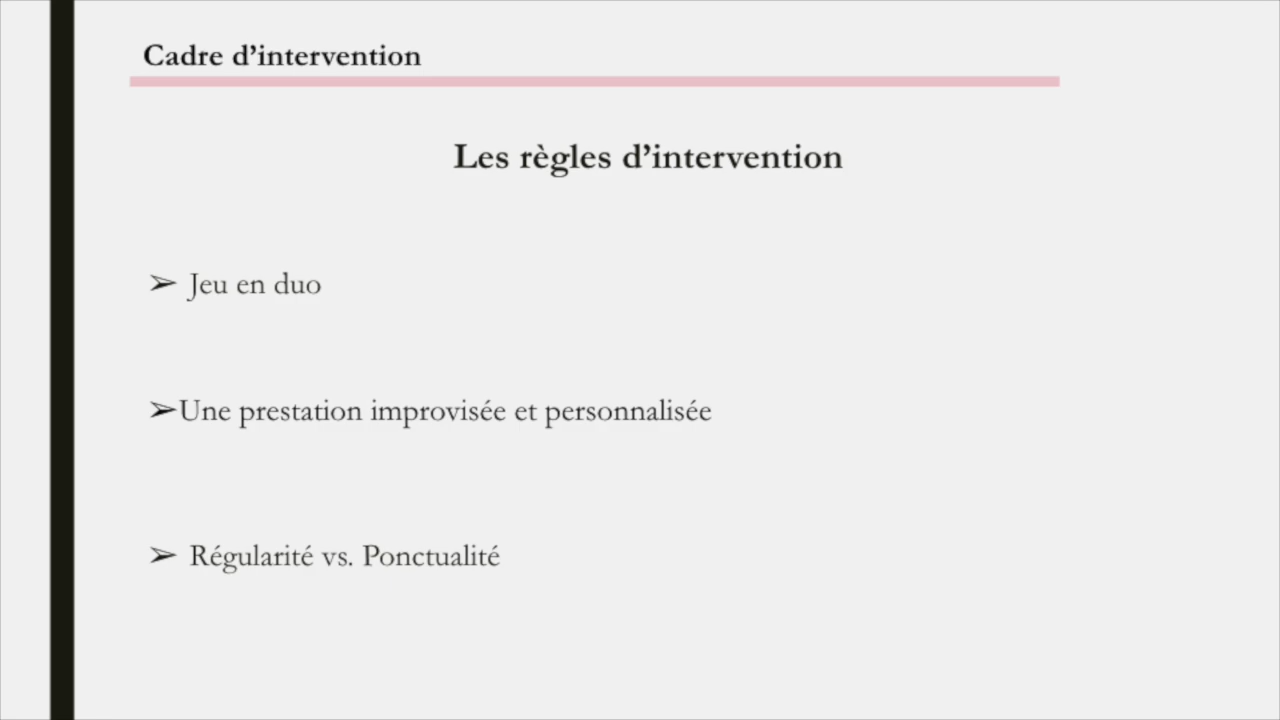 Cadre d’intervention
Les règles d’intervention
➢ Jeu en duo
➢Une prestation improvisée et personnalisée
➢ Régularité vs. Ponctualité